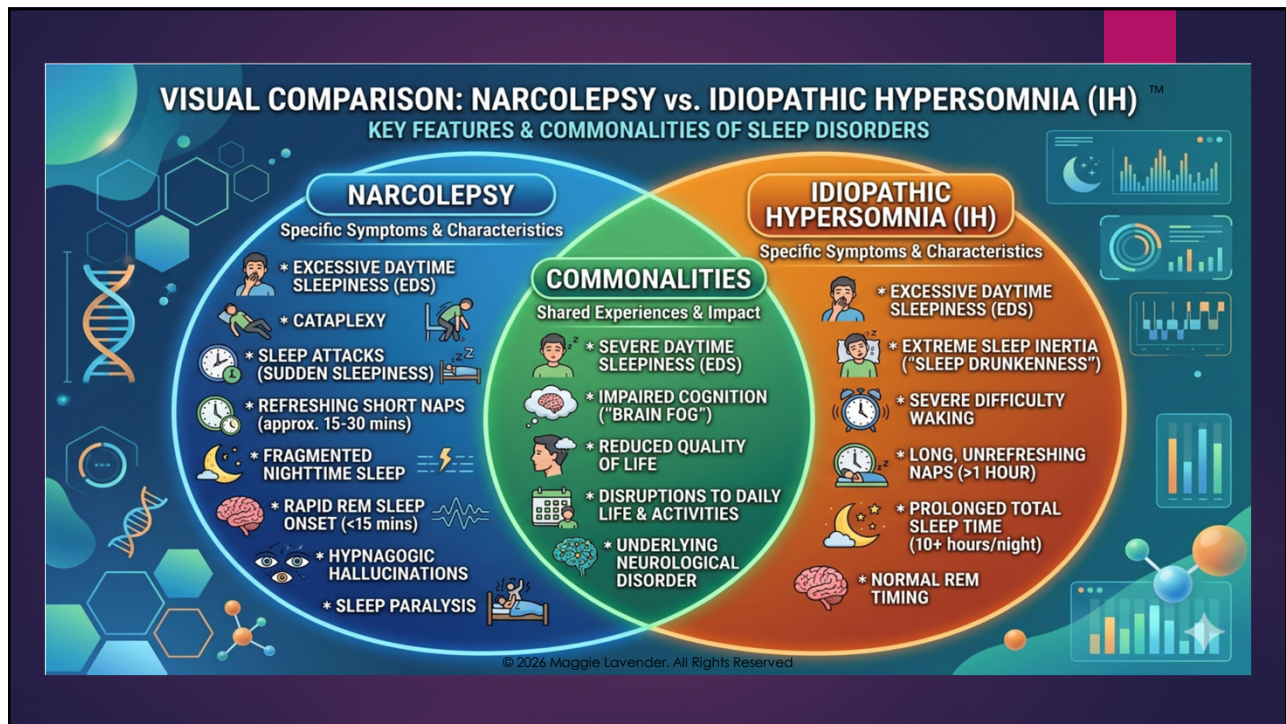 VISUAL COMPARISON: NARCOLEPSY vs. IDIOPATHIC HYPERSOMNIA (IH) ™
KEY FEATURES & COMMONALITIES OF SLEEP DISORDERS
NARCOLEPSY
Specific Symptoms & Characteristics
* EXCESSIVE DAYTIME
SLEEPINESS (EDS)
* CATAPLEXY
* SLEEP ATTACKS
(SUDDEN SLEEPINESS)
* REFRESHING SHORT NAPS
(approx. 15-30 mins)
* FRAGMENTED
NIGHTTIME SLEEP
* RAPID REM SLEEP
ONSET (<15 mins)
* HYPNAGOGIC
HALLUCINATIONS
* SLEEP PARALYSIS
COMMONALITIES
Shared Experiences & Impact
* SEVERE DAYTIME
SLEEPINESS (EDS)
* IMPAIRED COGNITION
("BRAIN FOG")
* REDUCED QUALITY
OF LIFE
* DISRUPTIONS TO DAILY
LIFE & ACTIVITIES
* UNDERLYING
NEUROLOGICAL
DISORDER
IDIOPATHIC
HYPERSOMNIA (IH)
Specific Symptoms & Characteristics
* EXCESSIVE DAYTIME
SLEEPINESS (EDS)
* EXTREME SLEEP INERTIA
("SLEEP DRUNKENNESS")
* SEVERE DIFFICULTY
WAKING
* LONG, UNREFRESHING
NAPS (>1 HOUR)
* PROLONGED TOTAL
SLEEP TIME
(10+ hours/night)
* NORMAL REM
TIMING
© 2026 Maggie Lavender. All Rights Reserved